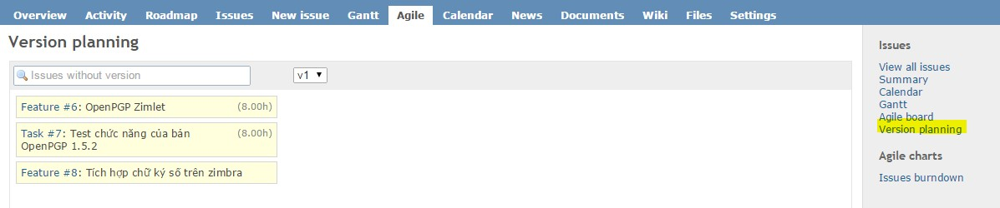 Overview Activity Roadmap Issues New issue Gantt Agile Calendar News Documents Wiki Files Settings
Version planning
Issues without version
v1
Feature #6: OpenPGP Zimlet (8.00h)
Task #7: Test chức năng của bản (8.00h)
OpenPGP 1.5.2
Feature #8: Tích hợp chữ ký số trên zimbra
Issues
View all issues
Summary
Calendar
Gantt
Agile board
Version planning
Agile charts
Issues burndown